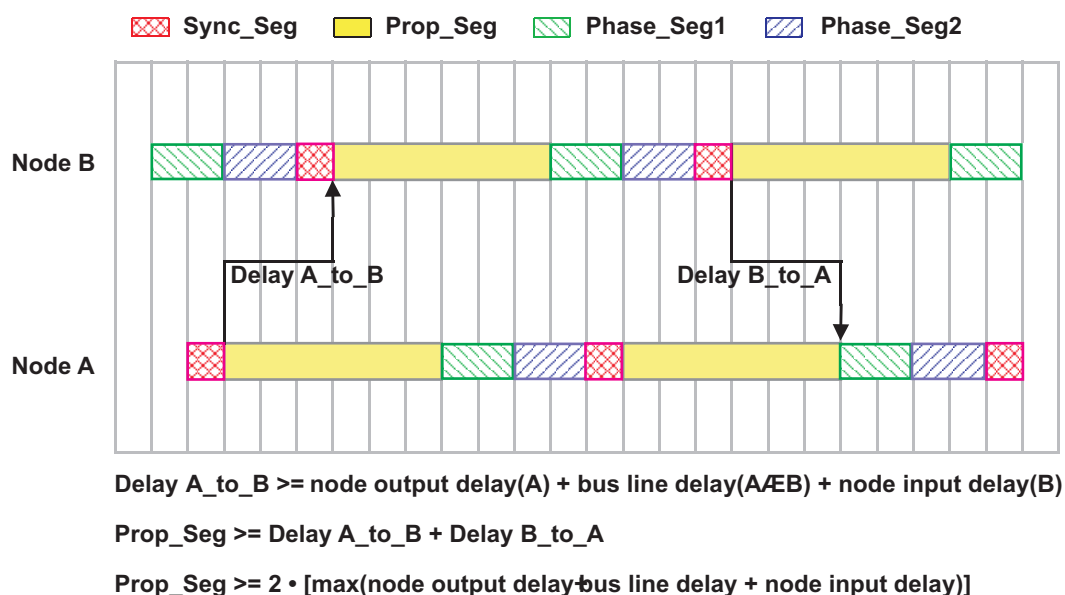 Sync_Seg Prop_Seg Phase_Seg1 Phase_Seg2
Node B
Delay A_to_B Delay B_to_A
Node A
Delay A_to_B >= node output delay(A) + bus line delay(AÆB) + node input delay(B)
Prop_Seg >= Delay A_to_B + Delay B_to_A
Prop_Seg >= 2 • [max(node output delay+bus line delay + node input delay)]